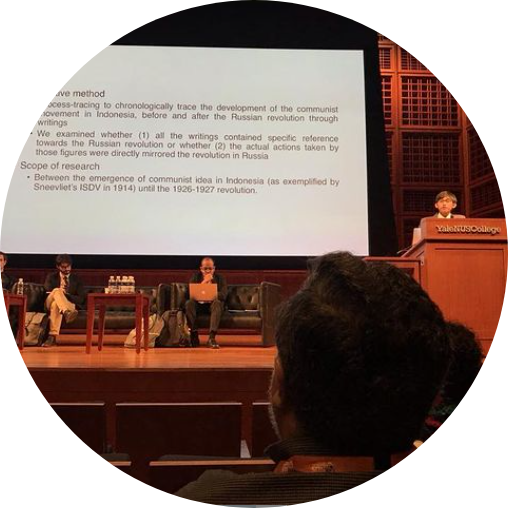 ive method
ocess-tracing to chronologically trace the development of the communist
ovement in Indonesia, before and after the Russian revolution through
writings
• We examined whether (1) all the writings contained specific reference
towards the Russian revolution or whether (2) the actual actions taken by
those figures were directly mirrored the revolution in Russia
Scope of research
• Between the emergence of communist idea in Indonesia (as exemplified by
Sneevliet's ISDV in 1914) until the 1926-1927 revolution.
YaleNUSCollege